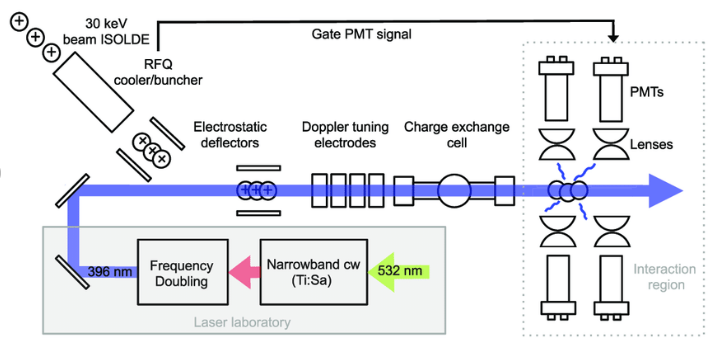 30 keV
beam ISOLDE
RFQ
cooler/buncher
Gate PMT signal
PMTs
Lenses
Electrostatic
deflectors
Doppler tuning
electrodes
Charge exchange
cell
396 nm
Frequency
Doubling
Narrowband cw
(Ti:Sa)
532 nm
Laser laboratory
Interaction
region